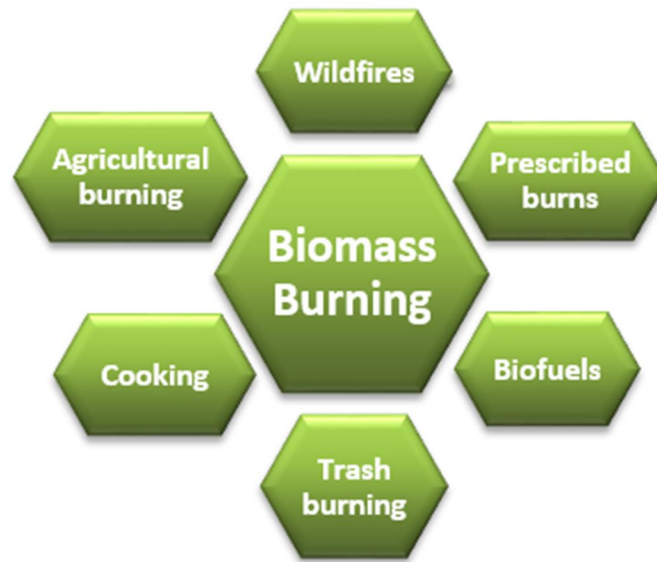 Wildfires
Agricultural
burning
Prescribed
burns
Biomass
Burning
Cooking
Biofuels
Trash
burning